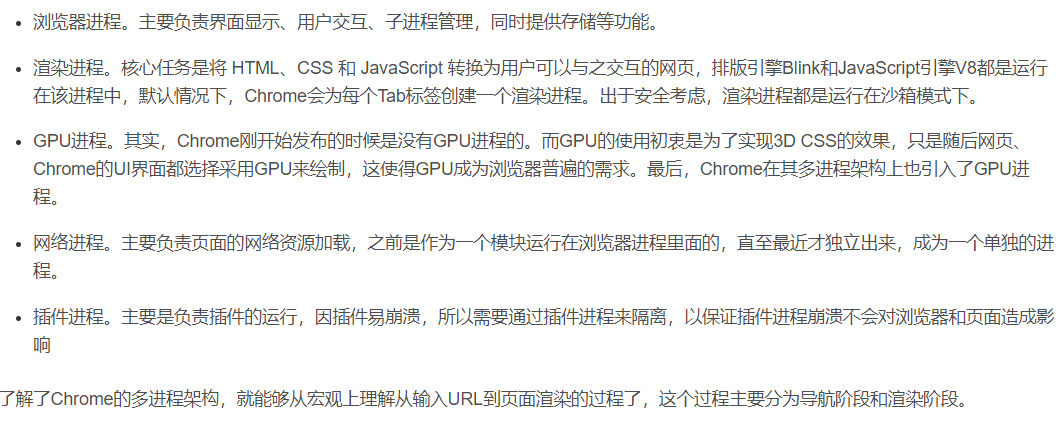 浏览器进程。主要负责界面显示、用户交互、子进程管理，同时提供存储等功能。
渲染进程。核心任务是将 HTML、CSS 和 JavaScript 转换为用户可以与之交互的网页，排版引擎Blink和JavaScript引擎V8都是运行
在该进程中，默认情况下，Chrome会为每个Tab标签创建一个渲染进程。出于安全考虑，渲染进程都是运行在沙箱模式下。
GPU进程。其实，Chrome刚开始发布的时候是没有GPU进程的。而GPU的使用初衷是为了实现3D CSS的效果，只是随后网页、
Chrome的UI界面都选择采用GPU来绘制，这使得GPU成为浏览器普遍的需求。最后，Chrome在其多进程架构上也引入了GPU进
程。
网络进程。主要负责页面的网络资源加载，之前是作为一个模块运行在浏览器进程里面的，直至最近才独立出来，成为一个单独的进
程。
插件进程。主要是负责插件的运行，因插件易崩溃，所以需要通过插件进程来隔离，以保证插件进程崩溃不会对浏览器和页面造成影
响
了解了Chrome的多进程架构，就能够从宏观上理解从输入URL到页面渲染的过程了，这个过程主要分为导航阶段和渲染阶段。